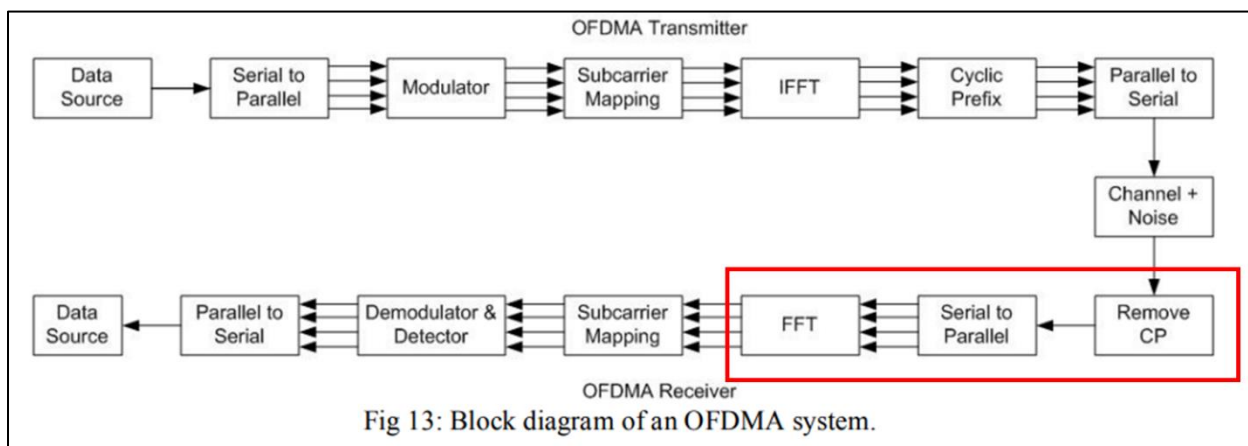 OFDMA Transmitter
Data
Source
Serial to
Parallel
Modulator
Subcarrier
Mapping
IFFT
Cyclic
Prefix
Parallel to
Serial
Channel +
Noise
Data
Source
Parallel to
Serial
Demodulator &
Detector
Subcarrier
Mapping
FFT
Serial to
Parallel
Remove
CP
OFDMA Receiver
Fig 13: Block diagram of an OFDMA system.